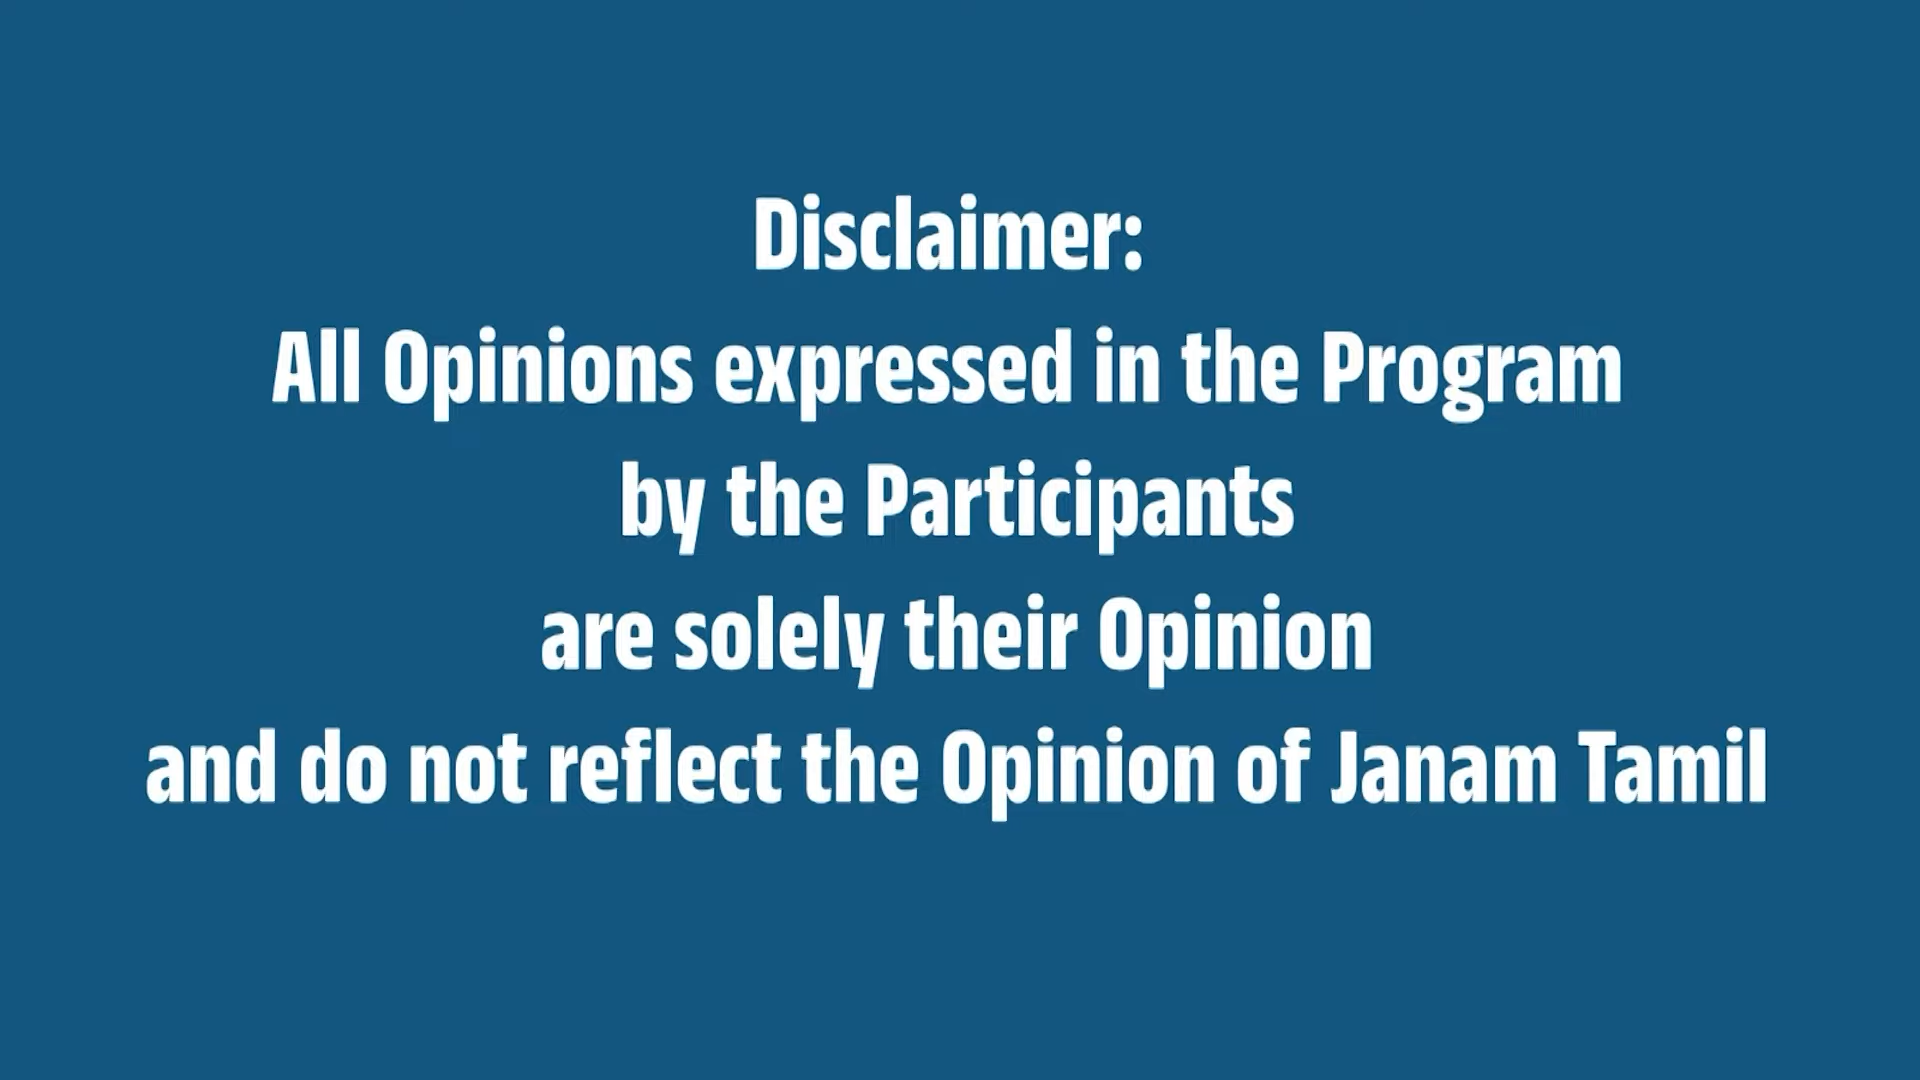 Disclaimer:
All Opinions expressed in the Program
by the Participants
are solely their Opinion
and do not reflect the Opinion of Janam Tamil